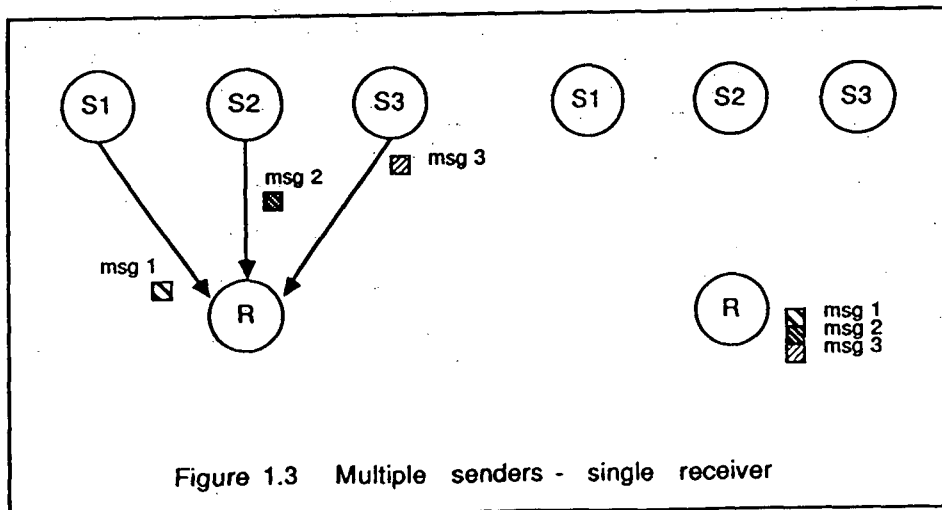 S1 S2 S3 S1 S2 S3
msg 3
msg 2
msg 1
R R
msg 1
msg 2
msg 3
Figure 1.3 Multiple senders - single receiver